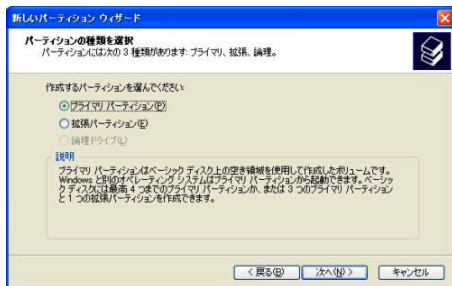 新しいパーティション ウィザード
パーティションの種類を選択
パーティションには次の 3 種類があります: プライマリ、拡張、論理。
作成するパーティションを選んでください:
プライマリ パーティション(P)
拡張パーティション(E)
論理ドライブ(L)
説明
プライマリ パーティションはベーシック ディスク上の空き領域を使用して作成したボリュームです。
Windows と別のオペレーティング システムはプライマリ パーティションから起動できます。ベーシッ
ク ディスクには最高 4 つまでのプライマリ パーティションか、または 3 つのプライマリ パーティション
と 1 つの拡張パーティションを作成できます。
< 戻る(B) 次へ(N) > キャンセル